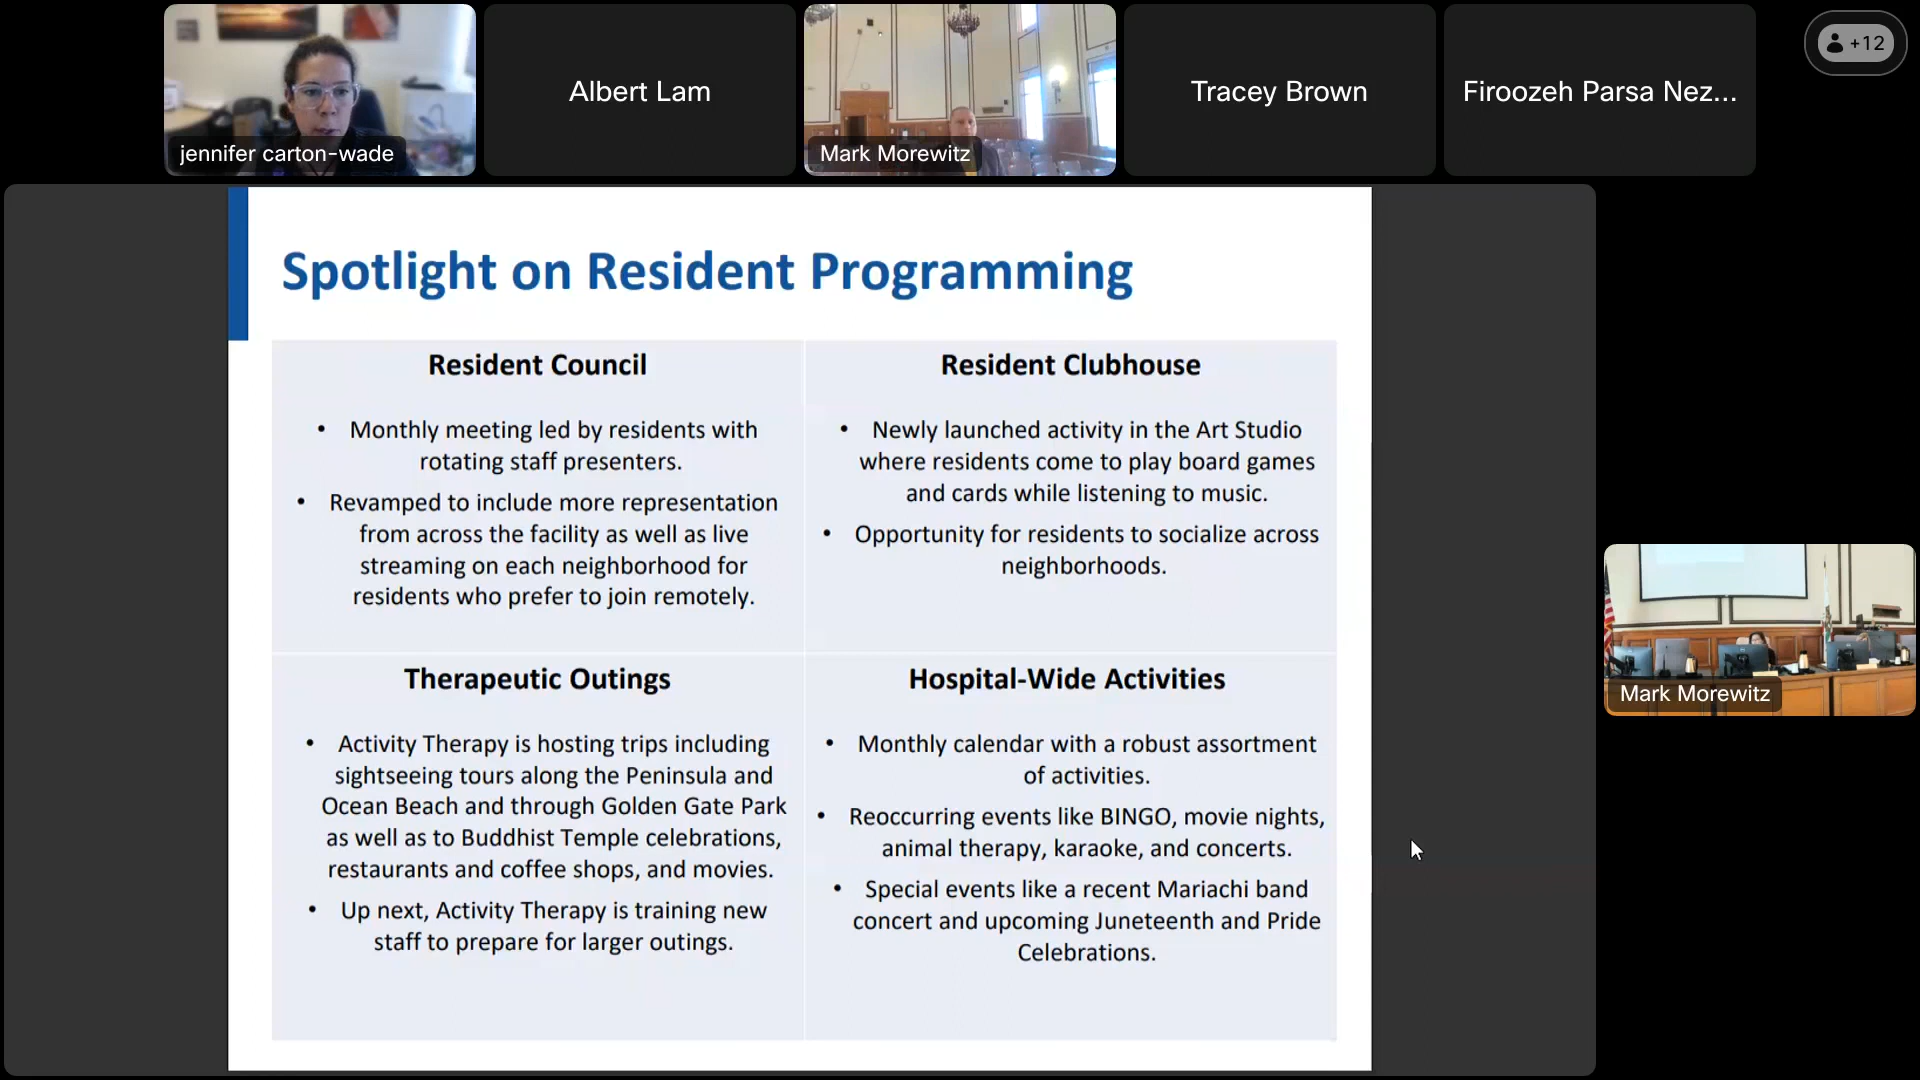 jennifer carton-wade
Albert Lam
Mark Morewitz
Tracey Brown
Firoozeh Parsa Nez...
+12
Spotlight on Resident Programming
Resident Council
• Monthly meeting led by residents with
rotating staff presenters.
• Revamped to include more representation
from across the facility as well as live
streaming on each neighborhood for
residents who prefer to join remotely.
Resident Clubhouse
• Newly launched activity in the Art Studio
where residents come to play board games
and cards while listening to music.
• Opportunity for residents to socialize across
neighborhoods.
Therapeutic Outings
• Activity Therapy is hosting trips including
sightseeing tours along the Peninsula and
Ocean Beach and through Golden Gate Park
as well as to Buddhist Temple celebrations,
restaurants and coffee shops, and movies.
• Up next, Activity Therapy is training new
staff to prepare for larger outings.
Hospital-Wide Activities
• Monthly calendar with a robust assortment
of activities.
• Reoccurring events like BINGO, movie nights,
animal therapy, karaoke, and concerts.
• Special events like a recent Mariachi band
concert and upcoming Juneteenth and Pride
Celebrations.
Mark Morewitz